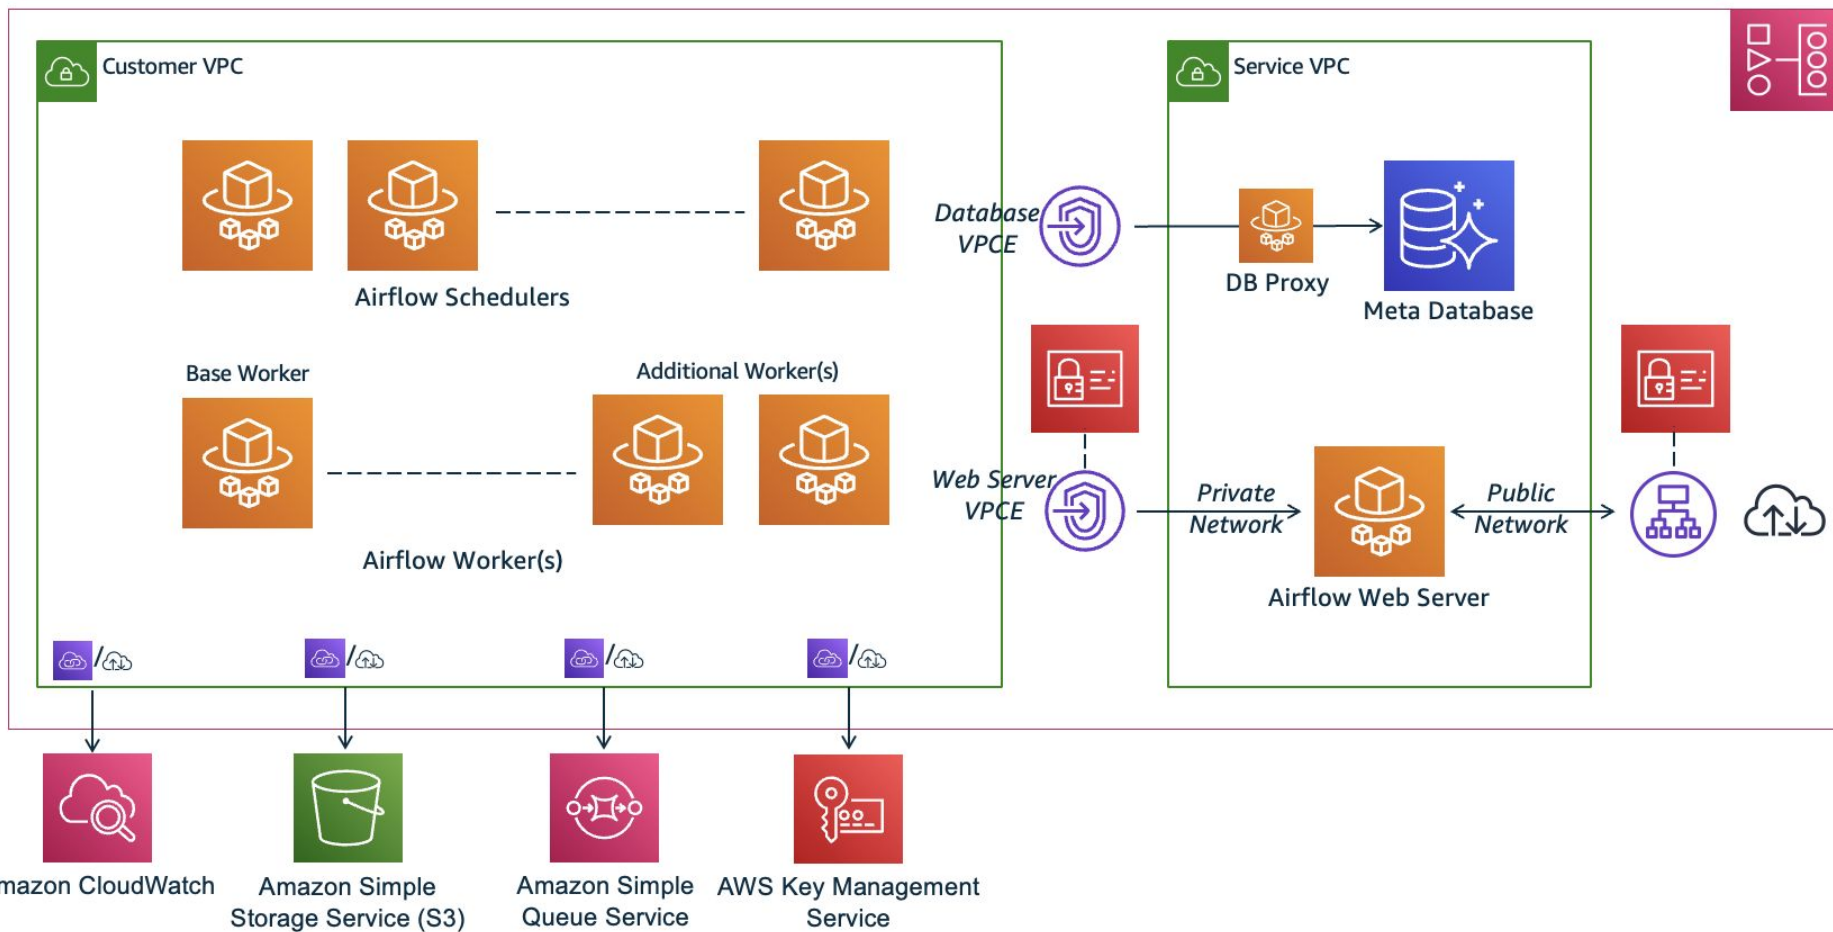 Customer VPC
Service VPC
Airflow Schedulers
Database
VPCE
DB Proxy
Meta Database
Base Worker
Additional Worker(s)
Airflow Worker(s)
Web Server
VPCE
Private
Network
Public
Network
Airflow Web Server
/
/
/
/
mazon CloudWatch
Amazon Simple
Storage Service (S3)
Amazon Simple
Queue Service
AWS Key Management
Service